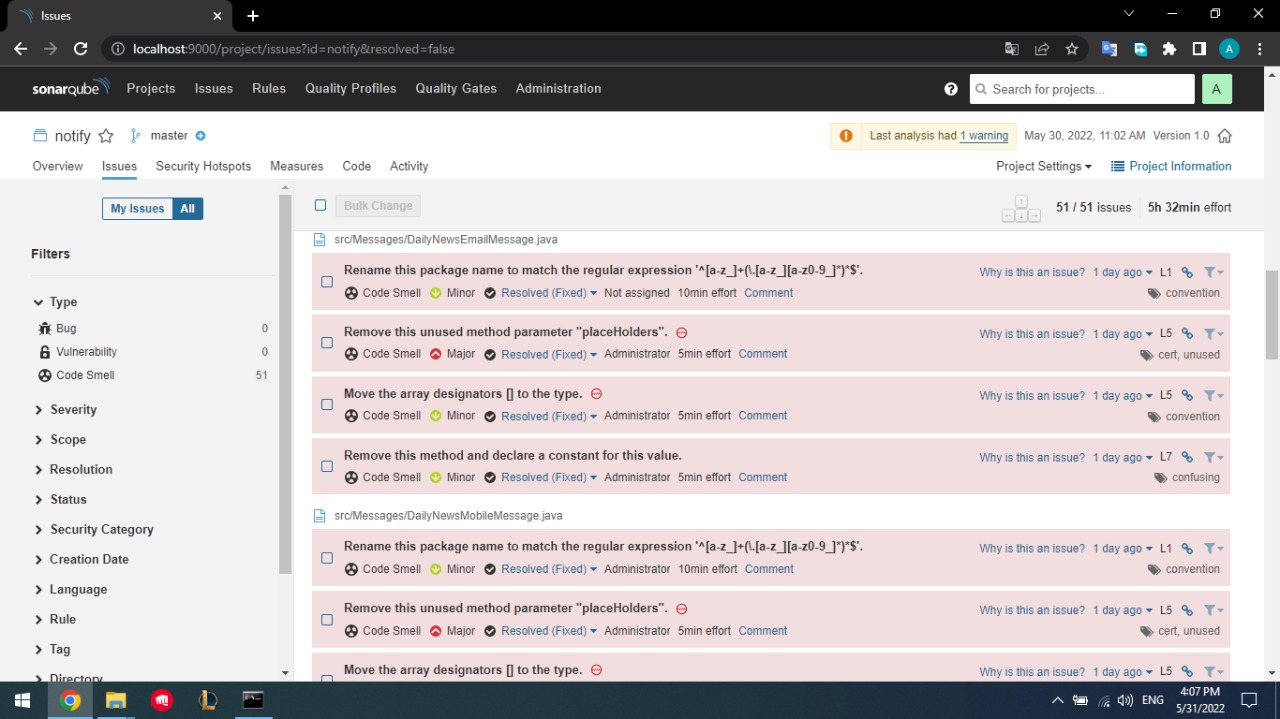 Issues
localhost:9000/project/issues?id=notify&resolved=false
A
sonarqube Projects Issues Rules Quality Profiles Quality Gates Administration
Search for projects...
A
notify master
Last analysis had 1 warning May 30, 2022, 11:02 AM Version 1.0
Overview Issues Security Hotspots Measures Code Activity
Project Settings Project Information
My Issues All
Bulk Change
51 / 51 issues 5h 32min effort
Filters
Type
Bug 0
Vulnerability 0
Code Smell 51
Severity
Scope
Resolution
Status
Security Category
Creation Date
Language
Rule
Tag
Directory
src/Messages/DailyNewsEmailMessage.java
Rename this package name to match the regular expression '^[a-z_]+(\.[a-z_][a-z0-9_]*)*$'. Why is this an issue? 1 day ago L1
Code Smell Minor Resolved (Fixed) Not assigned 10min effort Comment convention
Remove this unused method parameter "placeHolders". Why is this an issue? 1 day ago L5
Code Smell Major Resolved (Fixed) Administrator 5min effort Comment cert, unused
Move the array designators [] to the type. Why is this an issue? 1 day ago L5
Code Smell Minor Resolved (Fixed) Administrator 5min effort Comment convention
Remove this method and declare a constant for this value. Why is this an issue? 1 day ago L7
Code Smell Minor Resolved (Fixed) Administrator 5min effort Comment confusing
src/Messages/DailyNewsMobileMessage.java
Rename this package name to match the regular expression '^[a-z_]+(\.[a-z_][a-z0-9_]*)*$'. Why is this an issue? 1 day ago L1
Code Smell Minor Resolved (Fixed) Administrator 10min effort Comment convention
Remove this unused method parameter "placeHolders". Why is this an issue? 1 day ago L5
Code Smell Major Resolved (Fixed) Administrator 5min effort Comment cert, unused
Move the array designators [] to the type. Why is this an issue? 1 day ago L5
ENG
4:07 PM
5/31/2022